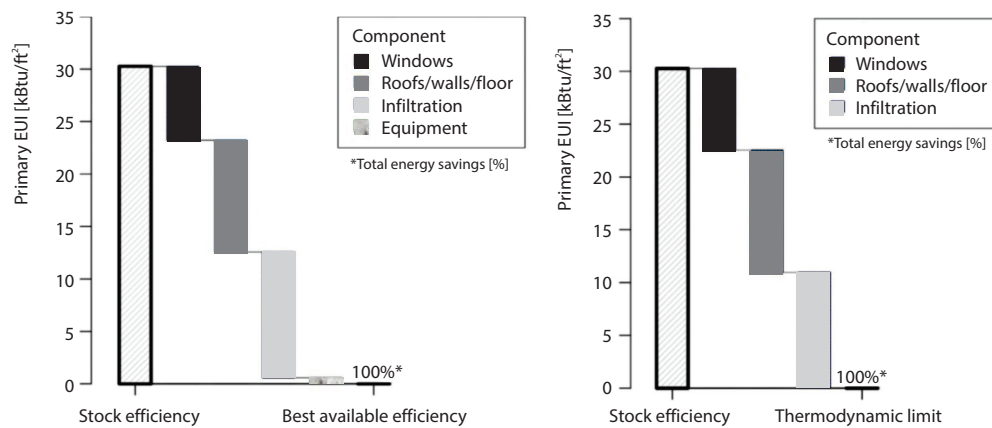 Primary EUI [kBtu/ft²]
35
30
25
20
15
10
5
0
Component
Windows
Roofs/walls/floor
Infiltration
Equipment
*Total energy savings [%]
100%*
Stock efficiency
Best available efficiency
Primary EUI [kBtu/ft²]
35
30
25
20
15
10
5
0
Component
Windows
Roofs/walls/floor
Infiltration
*Total energy savings [%]
100%*
Stock efficiency
Thermodynamic limit